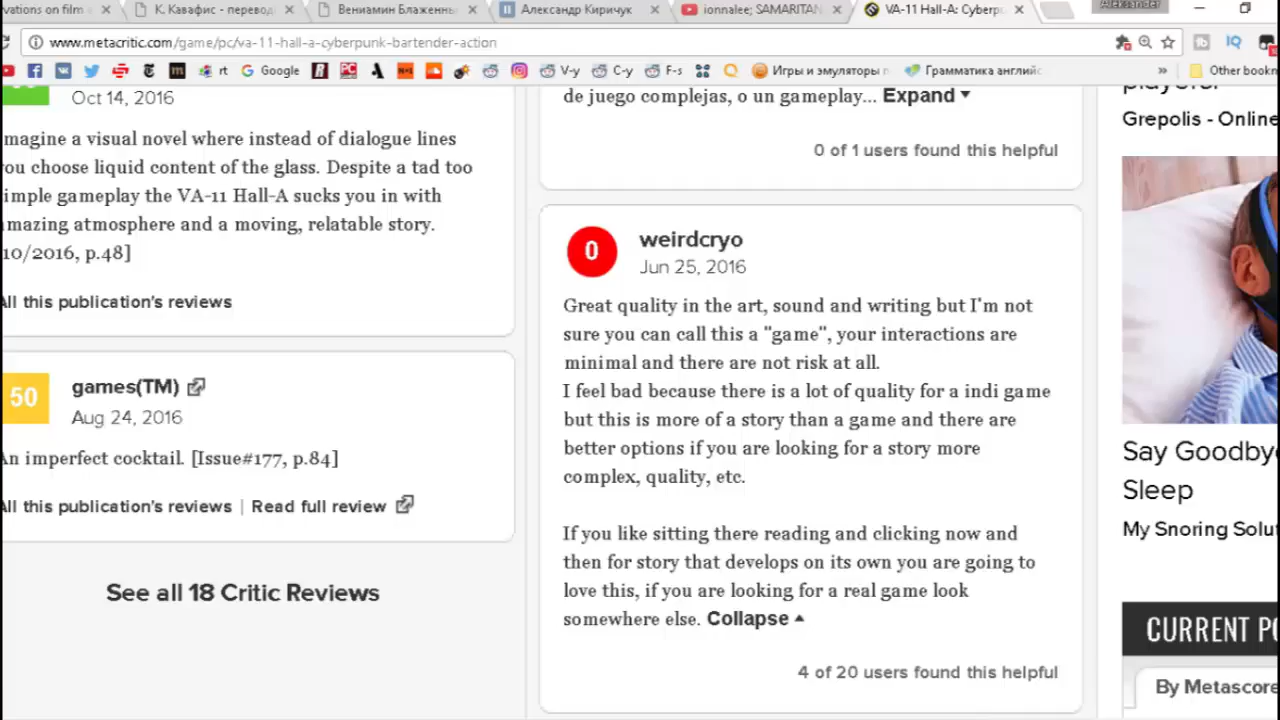 vations on film
К. Кавафис - перевод
Вениамин Блаженны
Александр Киричук
ionnalee; SAMARITAN
VA-11 Hall-A: Cyberp
Aleksander
www.metacritic.com/game/pc/va-11-hall-a-cyberpunk-bartender-action
rt
Google
V-y
C-y
F-s
Игры и эмуляторы п
Грамматика англий
»
Other bookm
Oct 14, 2016
magine a visual novel where instead of dialogue lines
you choose liquid content of the glass. Despite a tad too
simple gameplay the VA-11 Hall-A sucks you in with
amazing atmosphere and a moving, relatable story.
10/2016, p.48]
All this publication's reviews
50
games(TM)
Aug 24, 2016
An imperfect cocktail. [Issue#177, p.84]
All this publication's reviews | Read full review
See all 18 Critic Reviews
de juego complejas, o un gameplay... Expand
0 of 1 users found this helpful
0
weirdcryo
Jun 25, 2016
Great quality in the art, sound and writing but I'm not
sure you can call this a "game", your interactions are
minimal and there are not risk at all.
I feel bad because there is a lot of quality for a indi game
but this is more of a story than a game and there are
better options if you are looking for a story more
complex, quality, etc.
If you like sitting there reading and clicking now and
then for story that develops on its own you are going to
love this, if you are looking for a real game look
somewhere else. Collapse
4 of 20 users found this helpful
Grepolis - Online
Say Goodby
Sleep
My Snoring Solu
CURRENT P
By Metascore